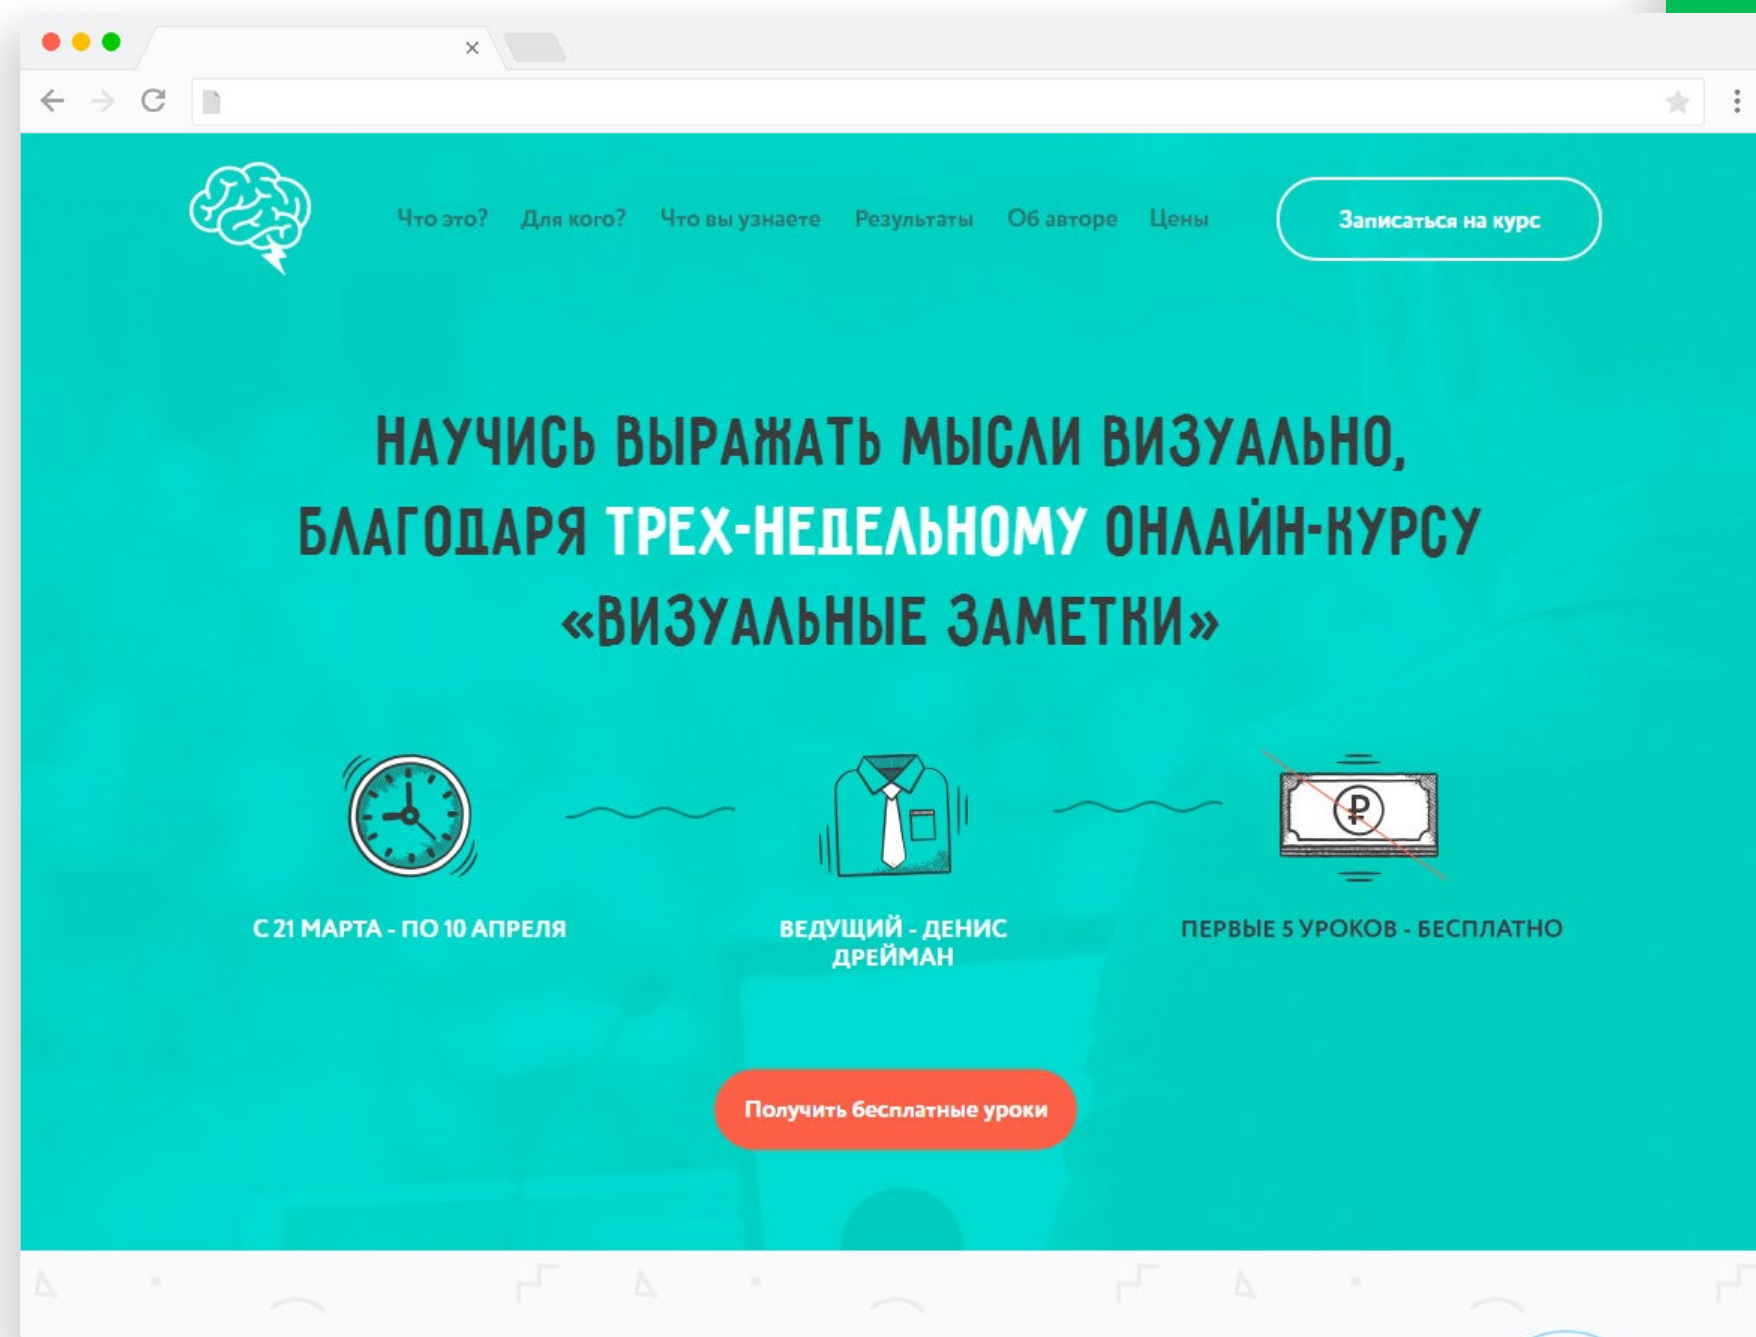 Что это? Для кого? Что вы узнаете Результаты Об авторе Цены Записаться на курс
НАУЧИСЬ ВЫРАЖАТЬ МЫСЛИ ВИЗУАЛЬНО,
БЛАГОДАРЯ ТРЕХ-НЕДЕЛЬНОМУ ОНЛАЙН-КУРСУ
«ВИЗУАЛЬНЫЕ ЗАМЕТКИ»
С 21 МАРТА - ПО 10 АПРЕЛЯ
ВЕДУЩИЙ - ДЕНИС
ДРЕЙМАН
ПЕРВЫЕ 5 УРОКОВ - БЕСПЛАТНО
Получить бесплатные уроки